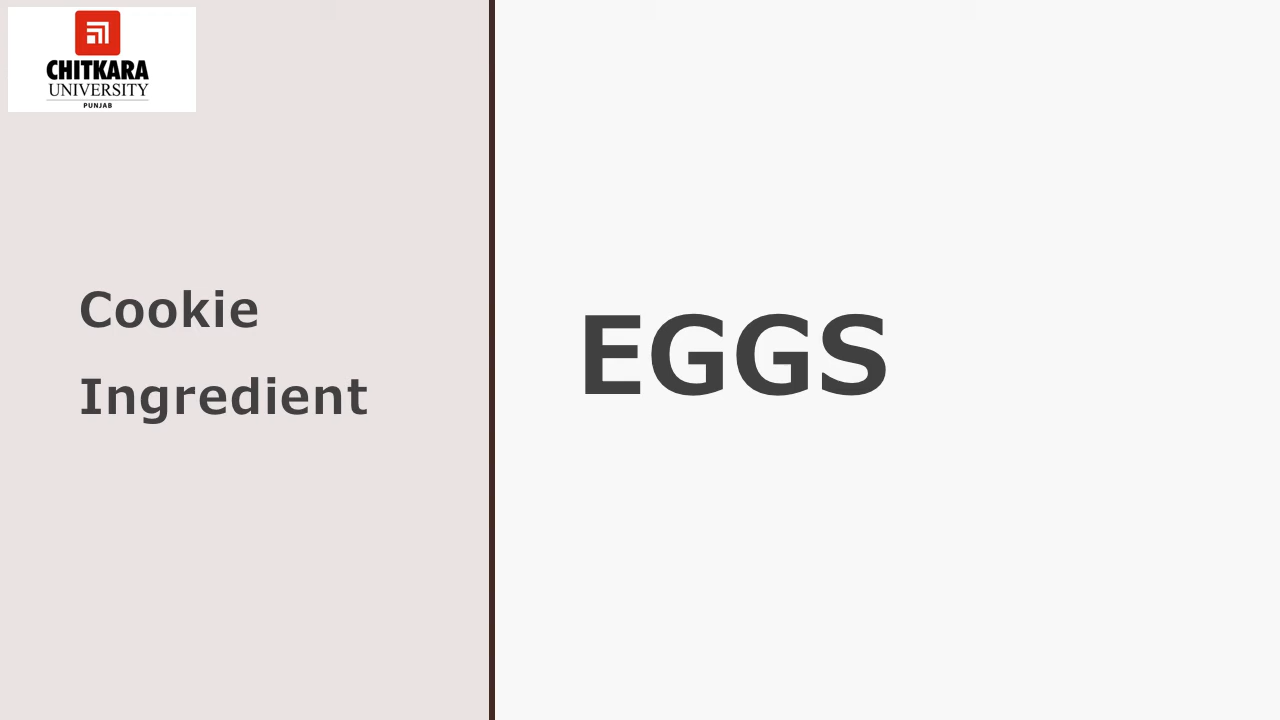 CHITKARA
UNIVERSITY
PUNJAB
Cookie
Ingredient
EGGS